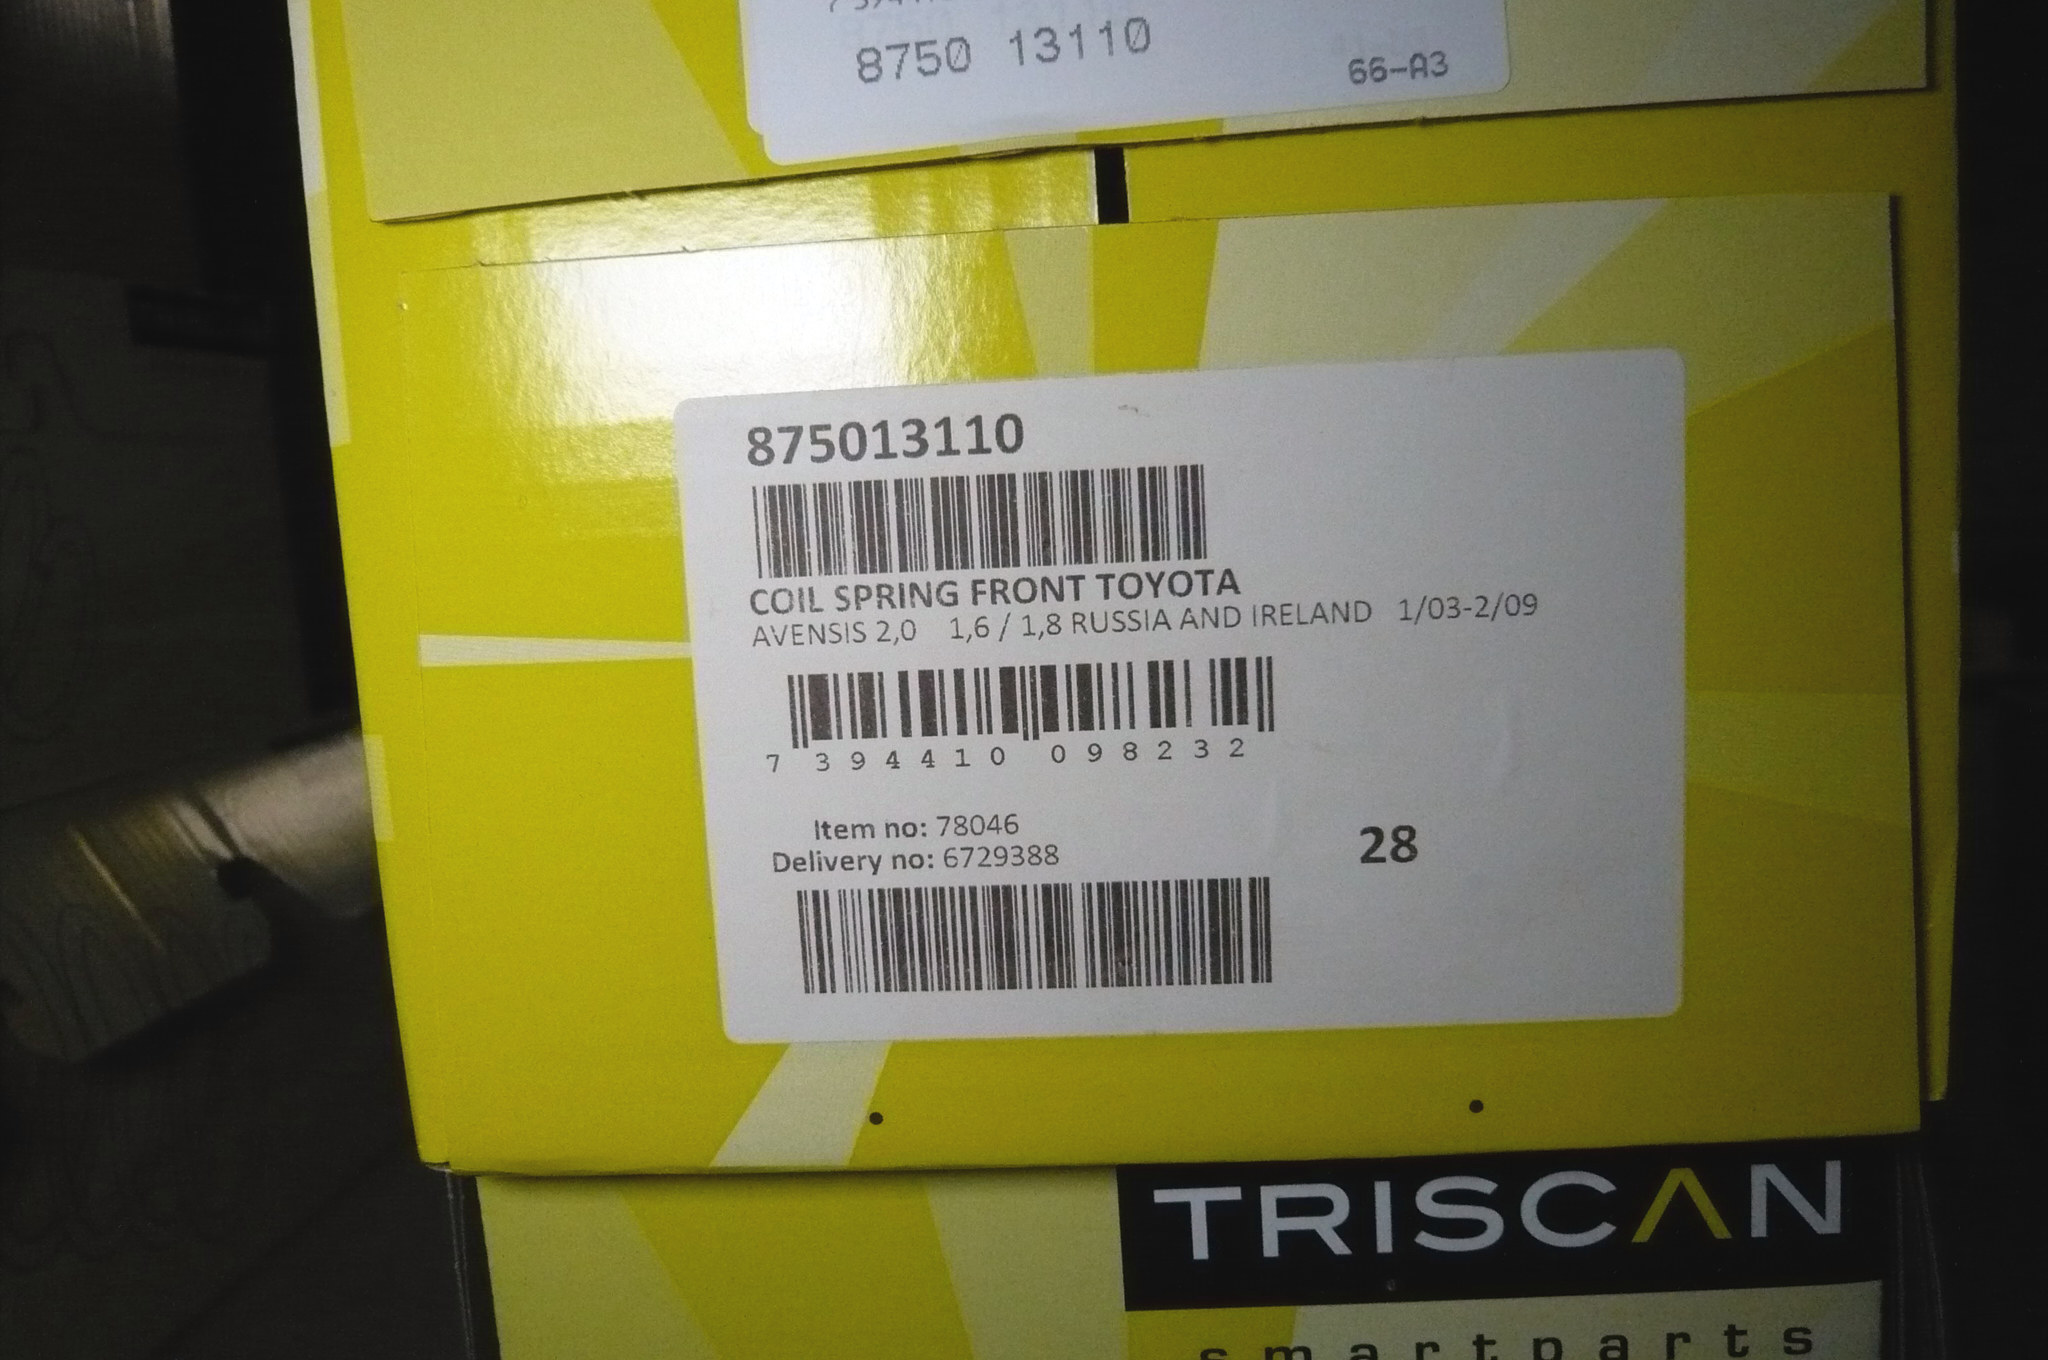 8750 13110
66-A3
875013110
COIL SPRING FRONT TOYOTA
AVENSIS 2,0 1,6 / 1,8 RUSSIA AND IRELAND 1/03-2/09
7 394410 098232
Item no: 78046
Delivery no: 6729388
28
TRISCAN
smartparts